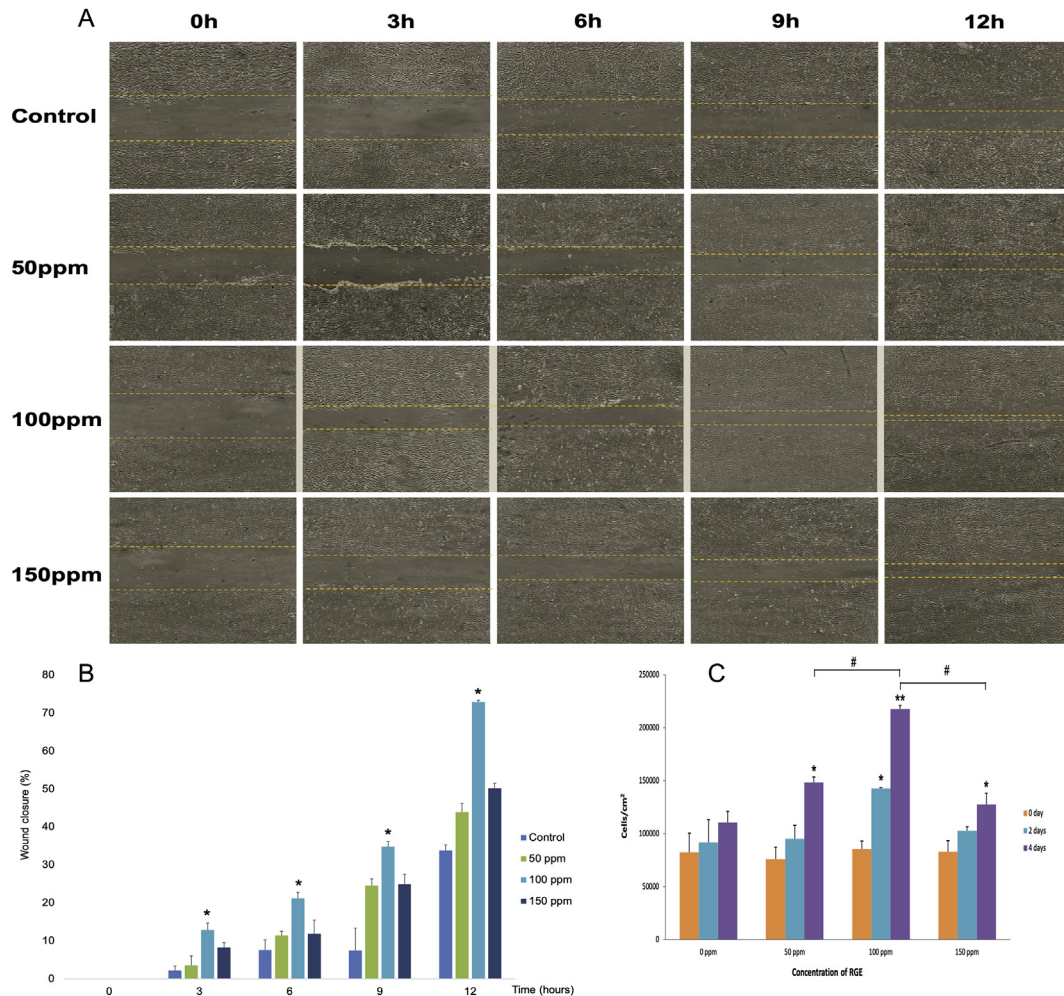 A
0h 3h 6h 9h 12h
Control
50ppm
100ppm
150ppm
B
80
70
60
50
40
30
20
10
0
Wound closure (%)
*
*
*
*
Control
50 ppm
100 ppm
150 ppm
0 3 6 9 12 Time (hours)
C
#
#
250000
200000
150000
100000
50000
0
Cells/cm²
*
*
**
*
0 day
2 days
4 days
0 ppm 50 ppm 100 ppm 150 ppm
Concentration of RGE